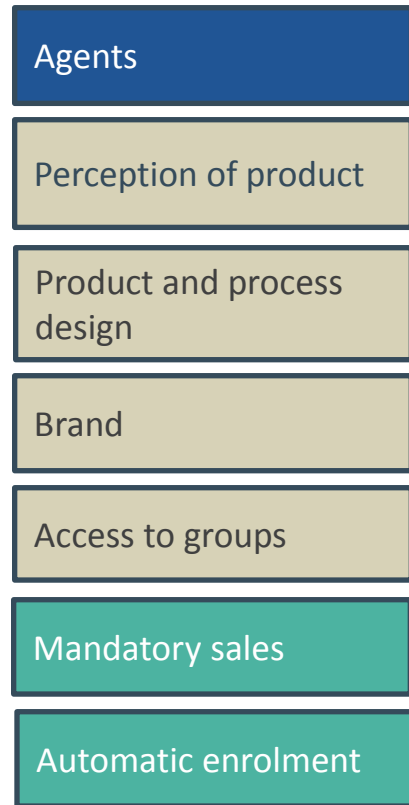 Agents
Perception of product
Product and process
design
Brand
Access to groups
Mandatory sales
Automatic enrolment